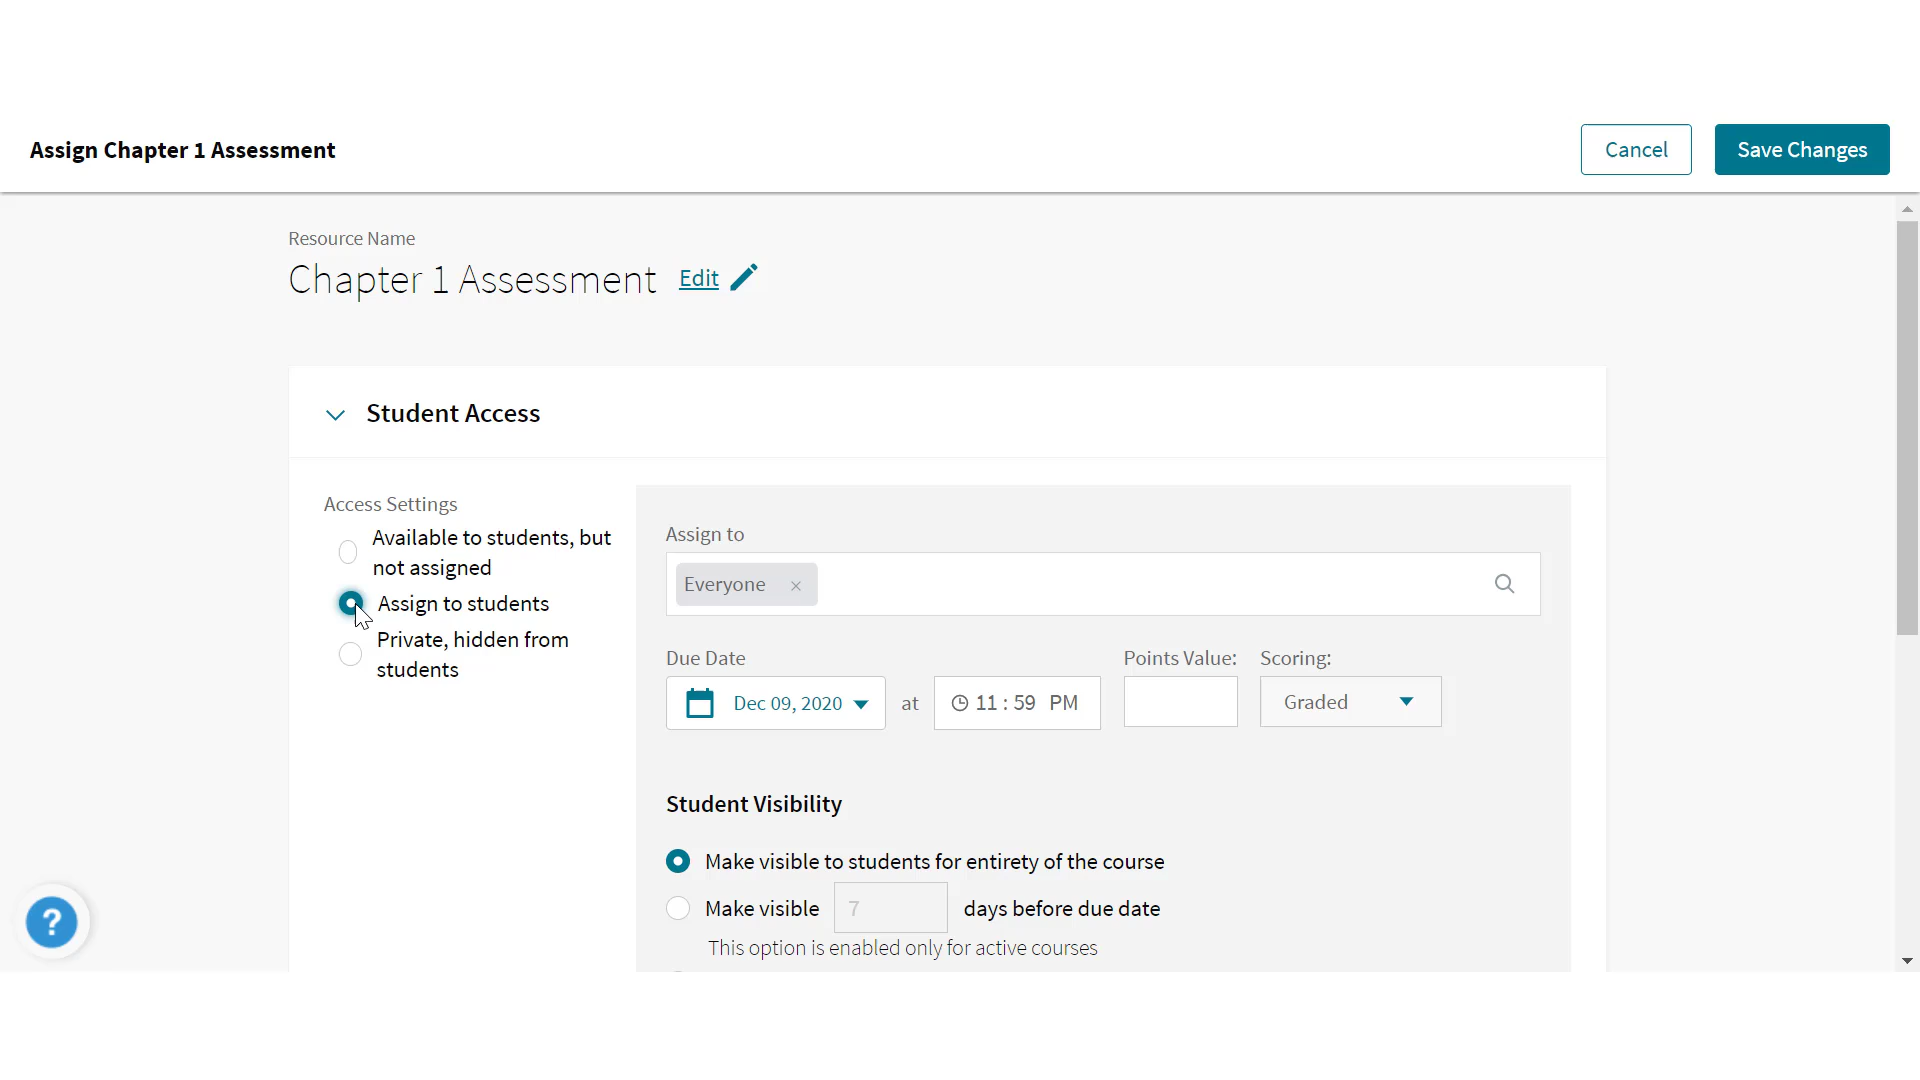 Assign Chapter 1 Assessment
Cancel
Save Changes
Resource Name
Chapter 1 Assessment Edit
Student Access
Access Settings
Available to students, but
not assigned
Assign to students
Private, hidden from
students
Assign to
Everyone ×
Due Date
Dec 09, 2020 at 11 : 59 PM
Points Value:
Scoring:
Graded
Student Visibility
Make visible to students for entirety of the course
Make visible 7 days before due date
This option is enabled only for active courses
?